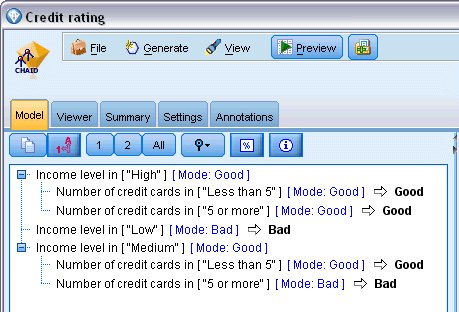 Credit rating
CHAID
File Generate View Preview
Model Viewer Summary Settings Annotations
1 2 All %
Income level in [ "High" ] [ Mode: Good ]
Number of credit cards in [ "Less than 5" ] [ Mode: Good ] ⇨ Good
Number of credit cards in [ "5 or more" ] [ Mode: Good ] ⇨ Good
Income level in [ "Low" ] [ Mode: Bad ] ⇨ Bad
Income level in [ "Medium" ] [ Mode: Good ]
Number of credit cards in [ "Less than 5" ] [ Mode: Good ] ⇨ Good
Number of credit cards in [ "5 or more" ] [ Mode: Bad ] ⇨ Bad